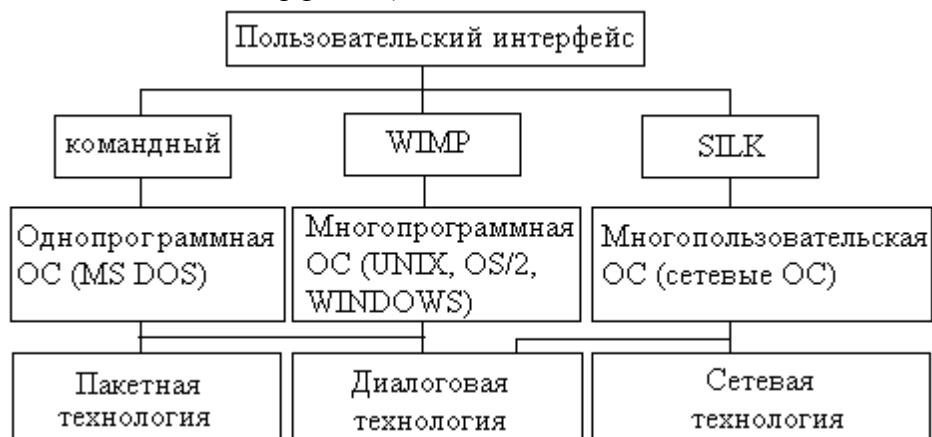 Пользовательский интерфейс
командный
WIMP
SILK
Однопрограммная
ОС (MS DOS)
Многопрограммная
ОС (UNIX, OS/2,
WINDOWS)
Многопользовательская
ОС (сетевые ОС)
Пакетная
технология
Диалоговая
технология
Сетевая
технология